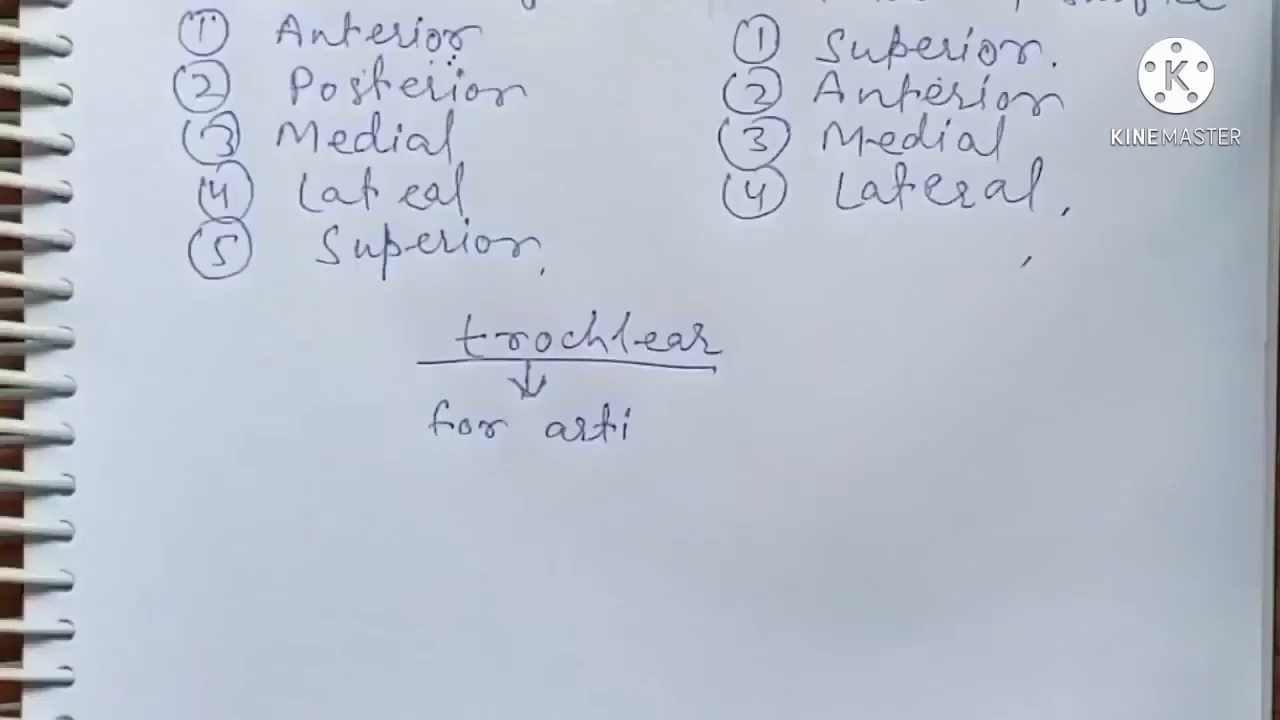 ① Anterior
② Posterior
③ Medial
④ Lateal
⑤ Superior,
① Superior.
② Anterior
③ Medial
④ Lateral,
KINEMASTER
trochlear
for arti